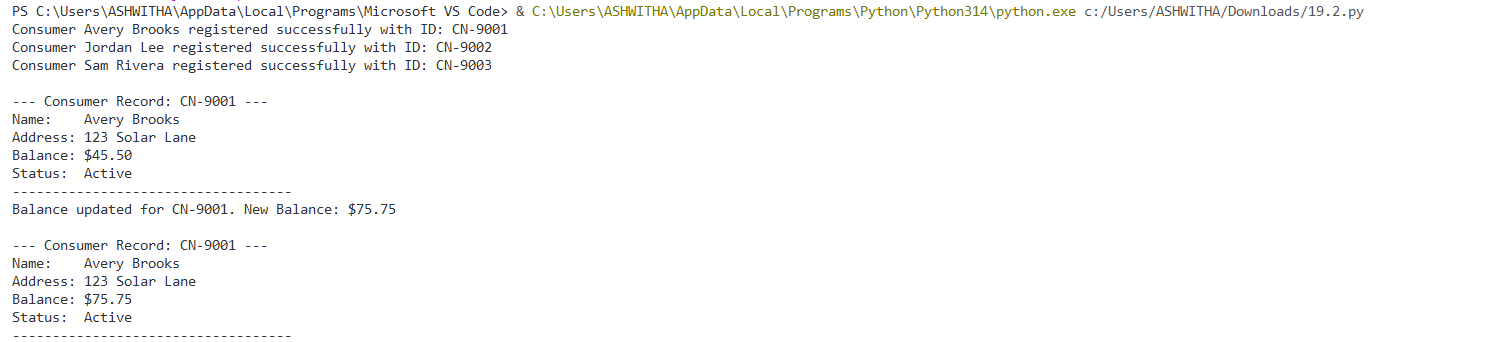 PS C:\Users\ASHWITHA\AppData\Local\Programs\Microsoft VS Code> & C:\Users\ASHWITHA\AppData\Local\Programs\Python\Python314\python.exe c:/Users/ASHWITHA/Downloads/19.2.py
Consumer Avery Brooks registered successfully with ID: CN-9001
Consumer Jordan Lee registered successfully with ID: CN-9002
Consumer Sam Rivera registered successfully with ID: CN-9003

--- Consumer Record: CN-9001 ---
Name:    Avery Brooks
Address: 123 Solar Lane
Balance: $45.50
Status:  Active
-----------------------------------
Balance updated for CN-9001. New Balance: $75.75

--- Consumer Record: CN-9001 ---
Name:    Avery Brooks
Address: 123 Solar Lane
Balance: $75.75
Status:  Active
-----------------------------------